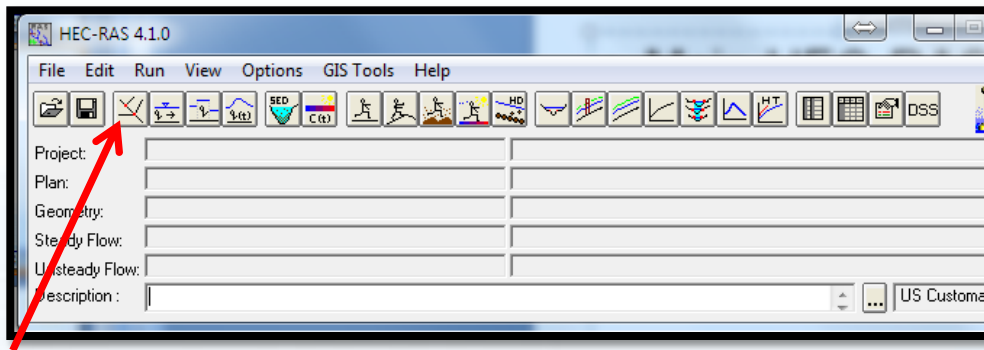 HEC-RAS 4.1.0
File Edit Run View Options GIS Tools Help
SED C(t) HD HT DSS
Project:
Plan:
Geometry:
Steady Flow:
Unsteady Flow:
Description : ... US Customa